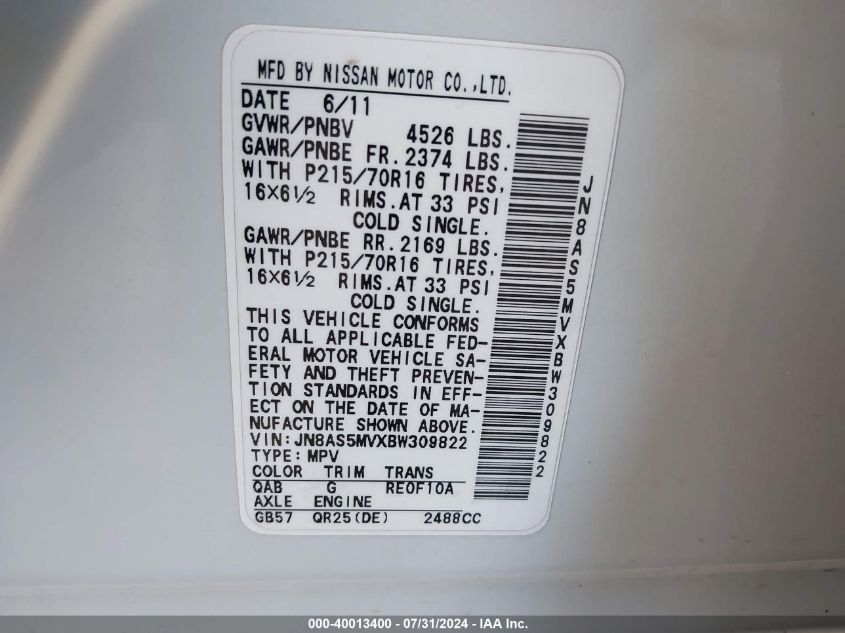 MFD BY NISSAN MOTOR CO.,LTD.
DATE 6/11
GVWR/PNBV 4526 LBS.
GAWR/PNBE FR. 2374 LBS.
WITH P215/70R16 TIRES,
16X6½ RIMS.AT 33 PSI
COLD SINGLE.
GAWR/PNBE RR. 2169 LBS.
WITH P215/70R16 TIRES,
16X6½ RIMS.AT 33 PSI
COLD SINGLE.
THIS VEHICLE CONFORMS
TO ALL APPLICABLE FED-
ERAL MOTOR VEHICLE SA-
FETY AND THEFT PREVEN-
TION STANDARDS IN EFF-
ECT ON THE DATE OF MA-
NUFACTURE SHOWN ABOVE.
VIN:JN8AS5MVXBW309822
TYPE:MPV
COLOR TRIM TRANS
QAB G RE0F10A
AXLE ENGINE
GB57 QR25(DE) 2488CC
JN8AS5MVXBW309822
000-40013400 - 07/31/2024 - IAA Inc.